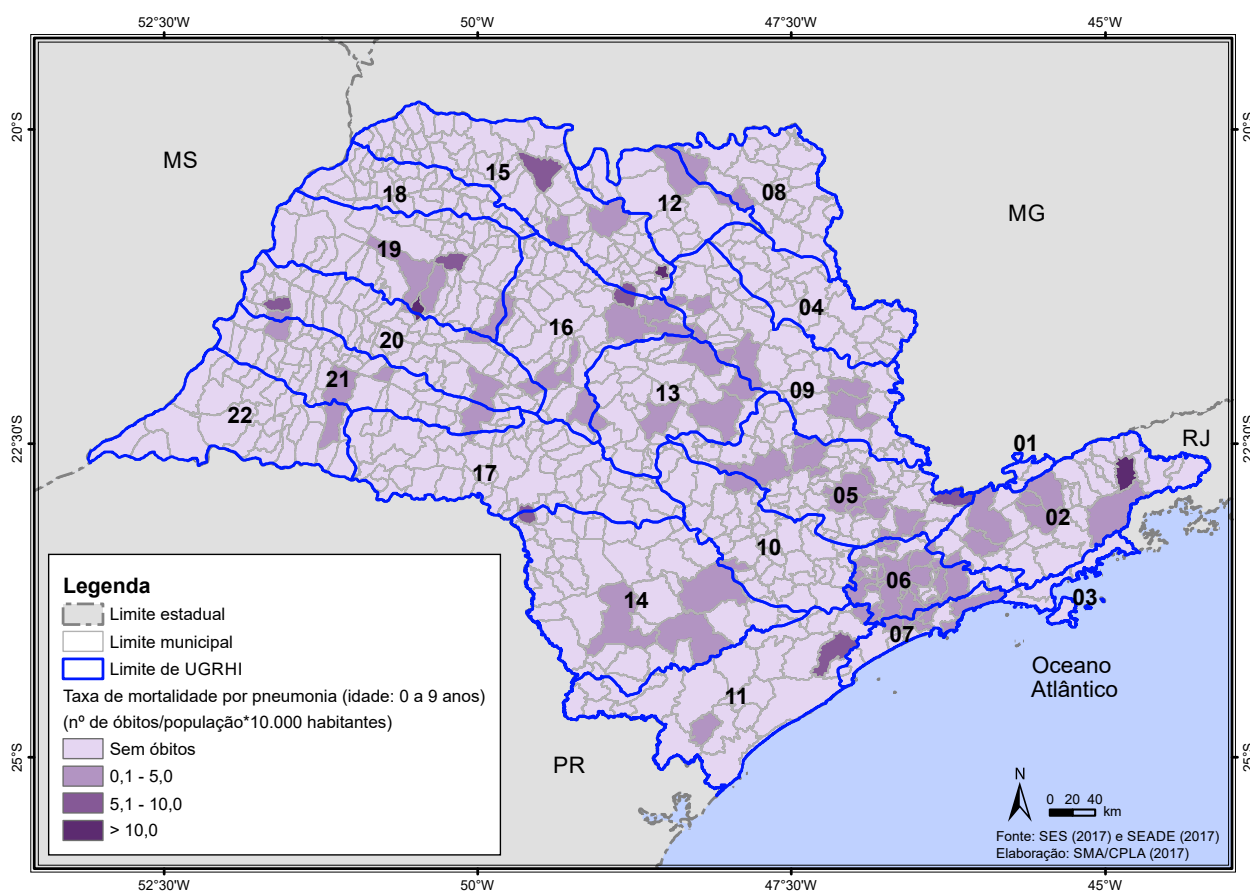 52°30'W 50°W 47°30'W 45°W
20°S 20°S
22°30'S 22°30'S
25°S 25°S
MS
MG
RJ
PR
15
18
12
08
19
04
16
20
21
13
09
22
17
01
05
02
10
06
03
14
07
11
Oceano
Atlântico
Legenda
Limite estadual
Limite municipal
Limite de UGRHI
Taxa de mortalidade por pneumonia (idade: 0 a 9 anos)
(nº de óbitos/população*10.000 habitantes)
Sem óbitos
0,1 - 5,0
5,1 - 10,0
> 10,0
N
0 20 40
km
Fonte: SES (2017) e SEADE (2017)
Elaboração: SMA/CPLA (2017)
52°30'W 50°W 47°30'W 45°W